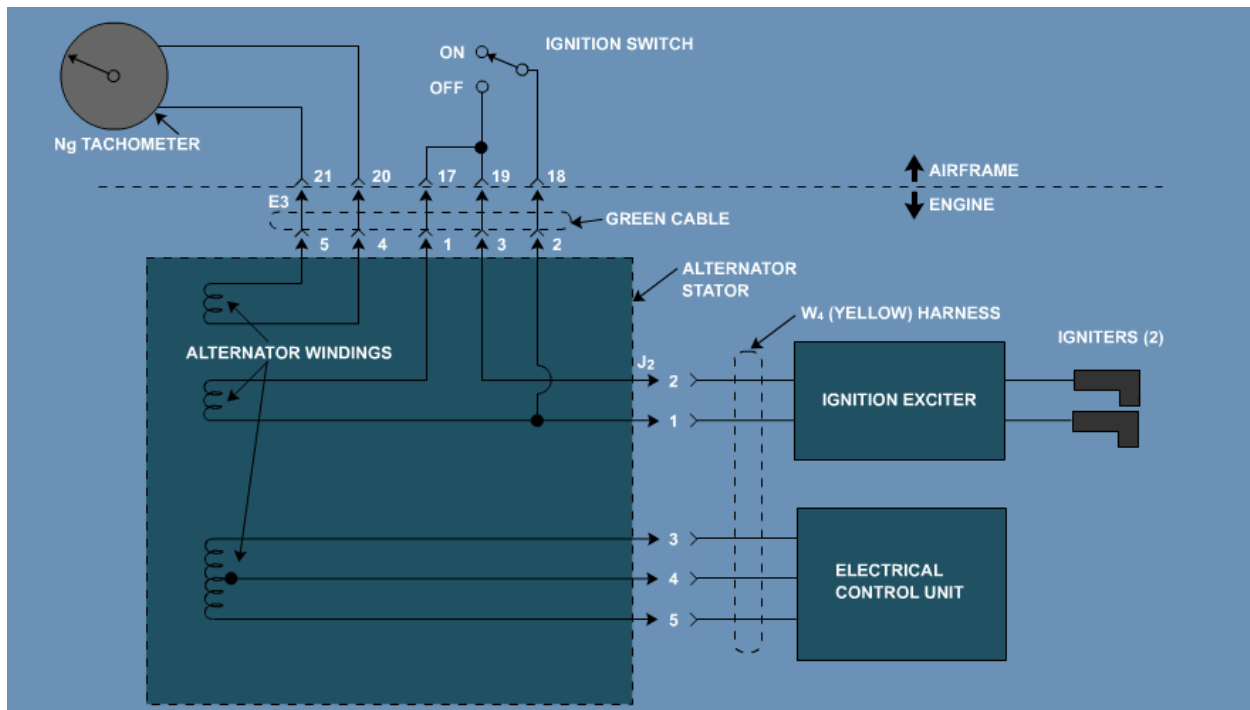 ON
IGNITION SWITCH
OFF
Ng TACHOMETER
21 20 17 19 18
AIRFRAME
E3
ENGINE
GREEN CABLE
5 4 1 3 2
ALTERNATOR
STATOR
W₄ (YELLOW) HARNESS
IGNITERS (2)
ALTERNATOR WINDINGS
J₂
2
IGNITION EXCITER
1
3
4
5
ELECTRICAL
CONTROL UNIT